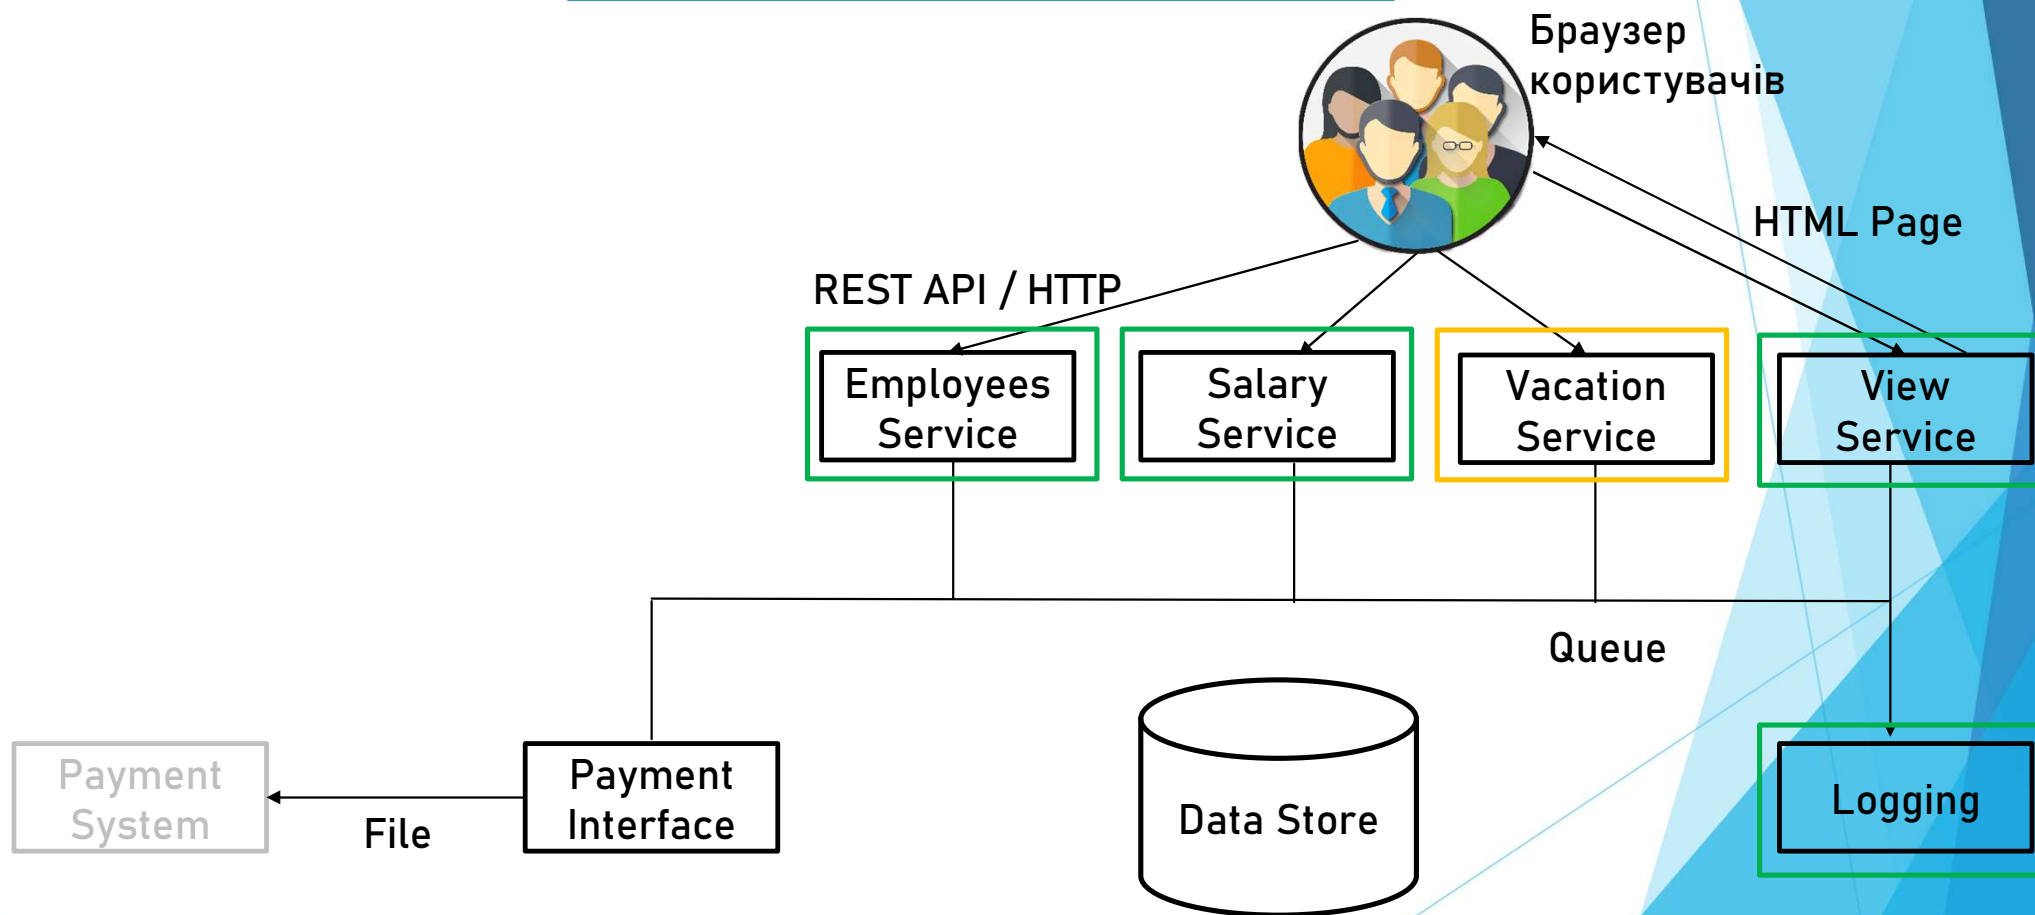 Браузер
користувачів
HTML Page
REST API / HTTP
Employees
Service
Salary
Service
Vacation
Service
View
Service
Queue
Payment
System
File
Payment
Interface
Data Store
Logging